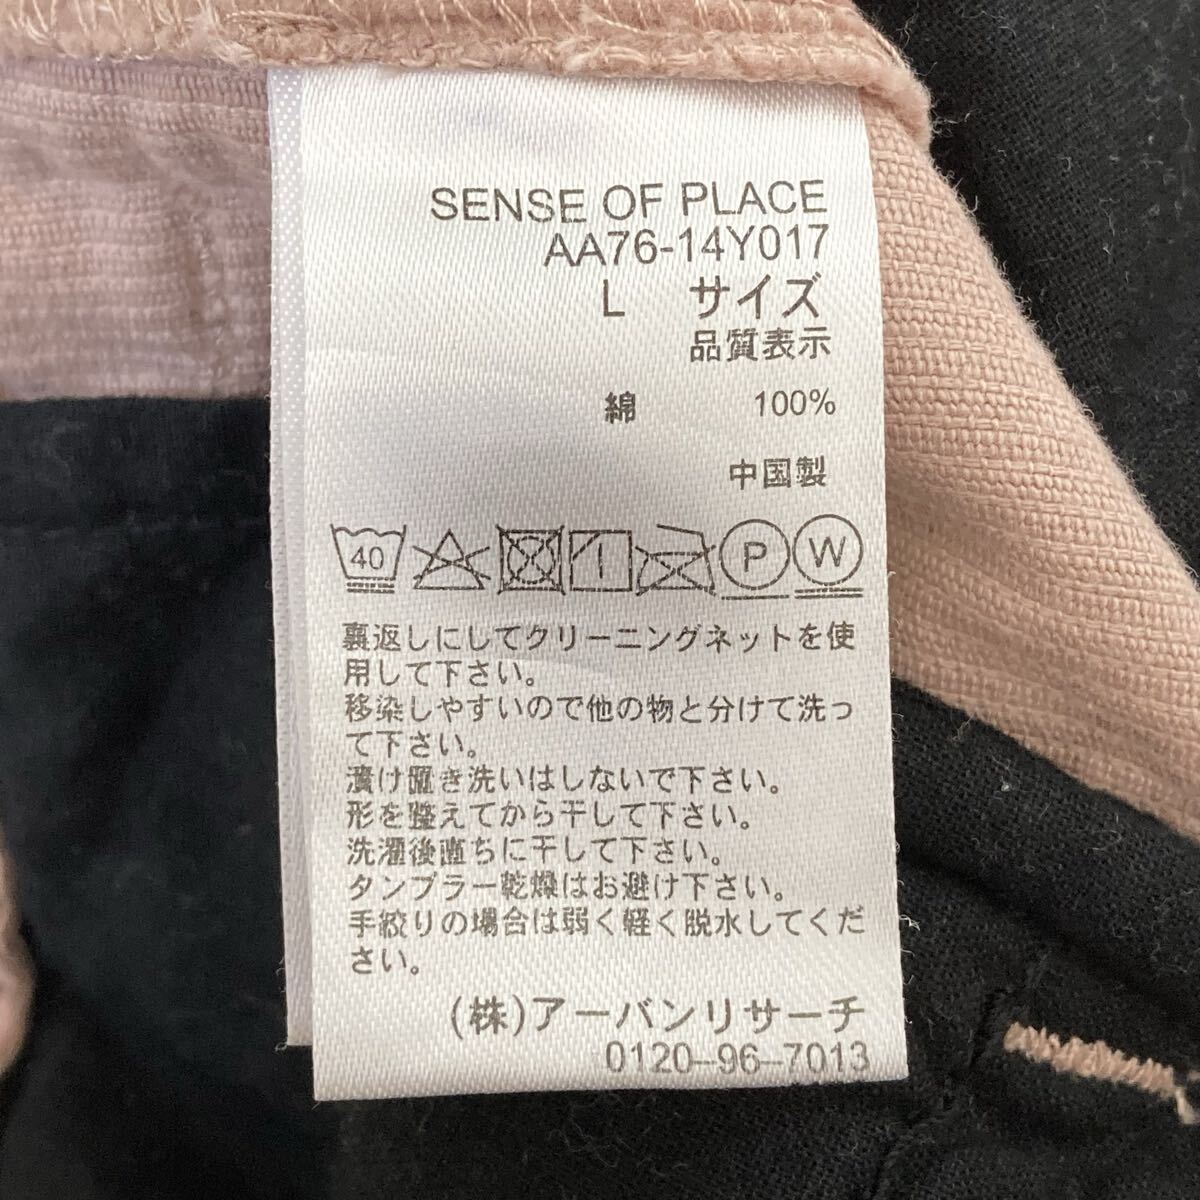 SENSE OF PLACE
AA76-14Y017
L サイズ
品質表示
綿 100%
中国製
40 P W
裏返しにしてクリーニングネットを使
用して下さい。
移染しやすいので他の物と分けて洗っ
て下さい。
漬け置き洗いはしないで下さい。
形を整えてから干して下さい。
洗濯後直ちに干して下さい。
タンブラー乾燥はお避け下さい。
手絞りの場合は弱く軽く脱水してくだ
さい。
(株)アーバンリサーチ
0120-96-7013